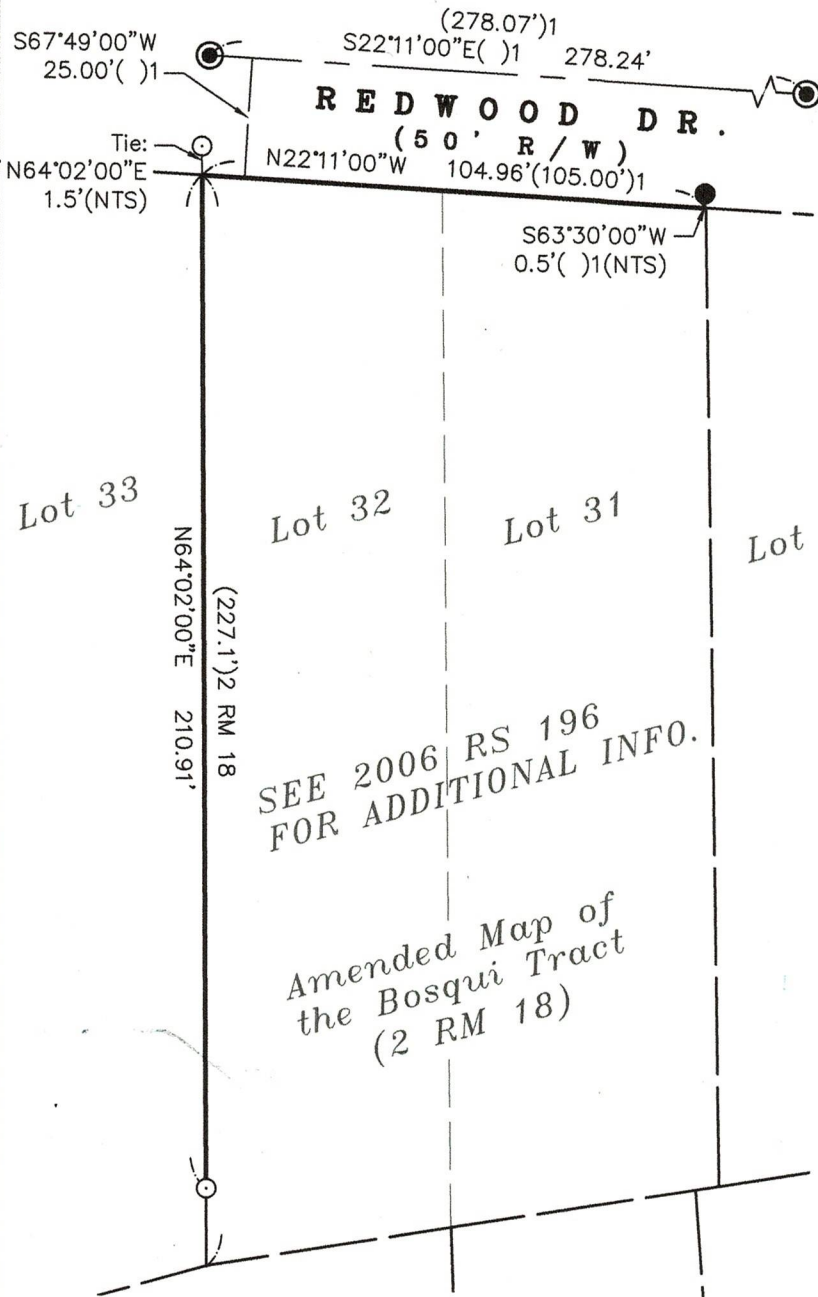 (278.07')1
S67°49'00"W
25.00'( )1
S22°11'00"E( )1 278.24'
REDWOOD DR.
(50' R/W)
Tie:
N64°02'00"E
1.5'(NTS)
N22°11'00"W 104.96'(105.00')1
S63°30'00"W
0.5'( )1(NTS)
Lot 33
Lot 32
Lot 31
Lot
N64°02'00"E 210.91'
(227.1')2 RM 18
SEE 2006 RS 196
FOR ADDITIONAL INFO.
Amended Map of
the Bosqui Tract
(2 RM 18)